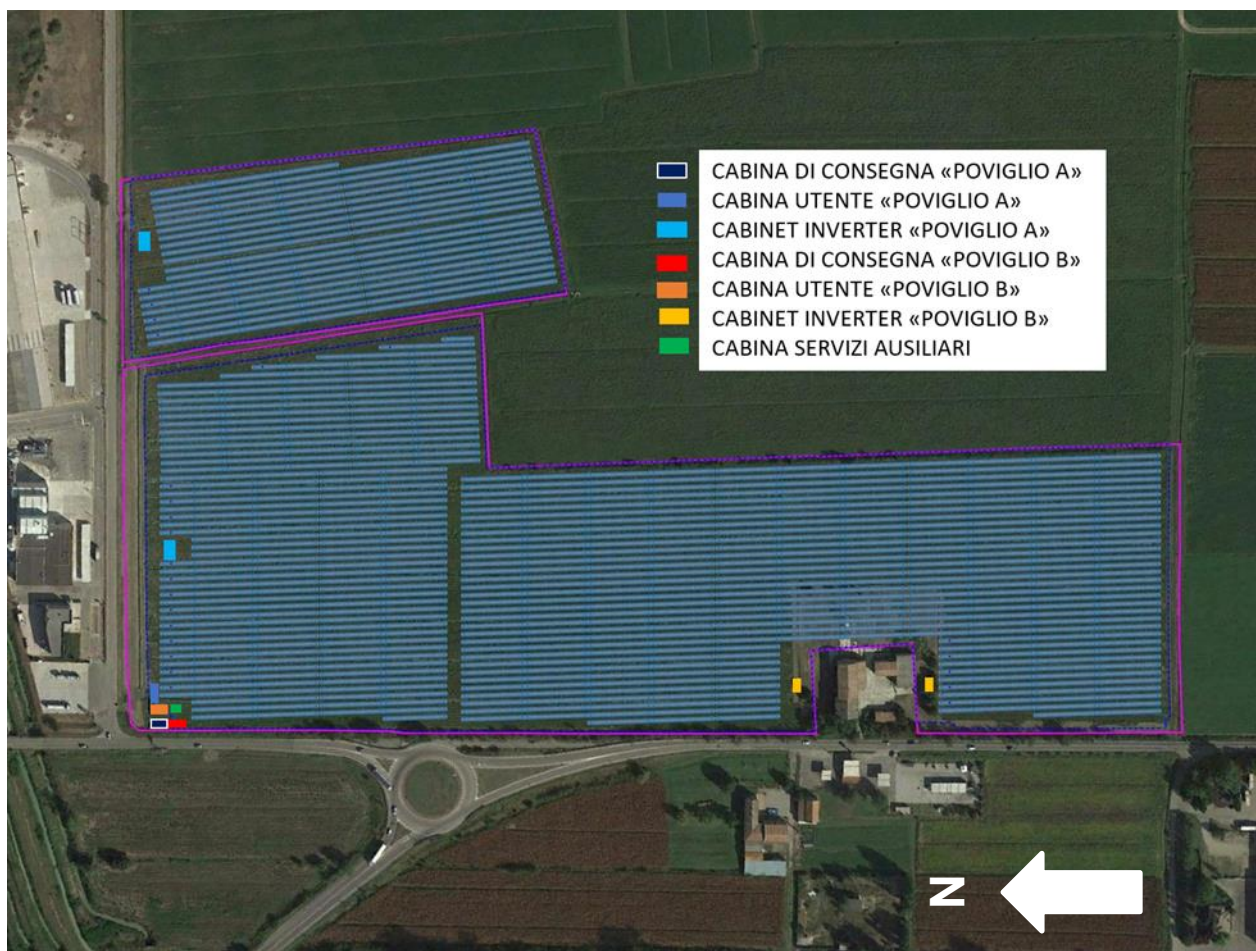 CABINA DI CONSEGNA «POVIGLIO A»
CABINA UTENTE «POVIGLIO A»
CABINET INVERTER «POVIGLIO A»
CABINA DI CONSEGNA «POVIGLIO B»
CABINA UTENTE «POVIGLIO B»
CABINET INVERTER «POVIGLIO B»
CABINA SERVIZI AUSILIARI
N